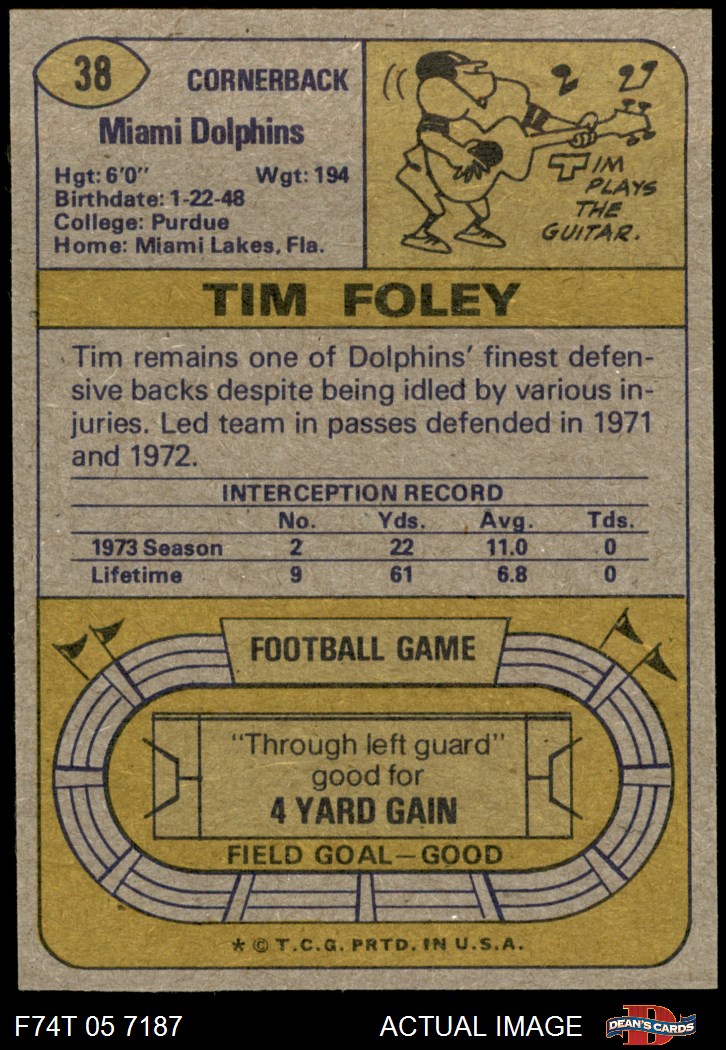 38
CORNERBACK
Miami Dolphins
Hgt: 6'0" Wgt: 194
Birthdate: 1-22-48
College: Purdue
Home: Miami Lakes, Fla.
TIM
PLAYS
THE
GUITAR.
TIM FOLEY
Tim remains one of Dolphins' finest defen-
sive backs despite being idled by various in-
juries. Led team in passes defended in 1971
and 1972.
INTERCEPTION RECORD
No. Yds. Avg. Tds.
1973 Season 2 22 11.0 0
Lifetime 9 61 6.8 0
FOOTBALL GAME
"Through left guard"
good for
4 YARD GAIN
FIELD GOAL—GOOD
* © T.C.G. PRTD. IN U.S.A.
F74T 05 7187 ACTUAL IMAGE
D
DEAN'S CARDS